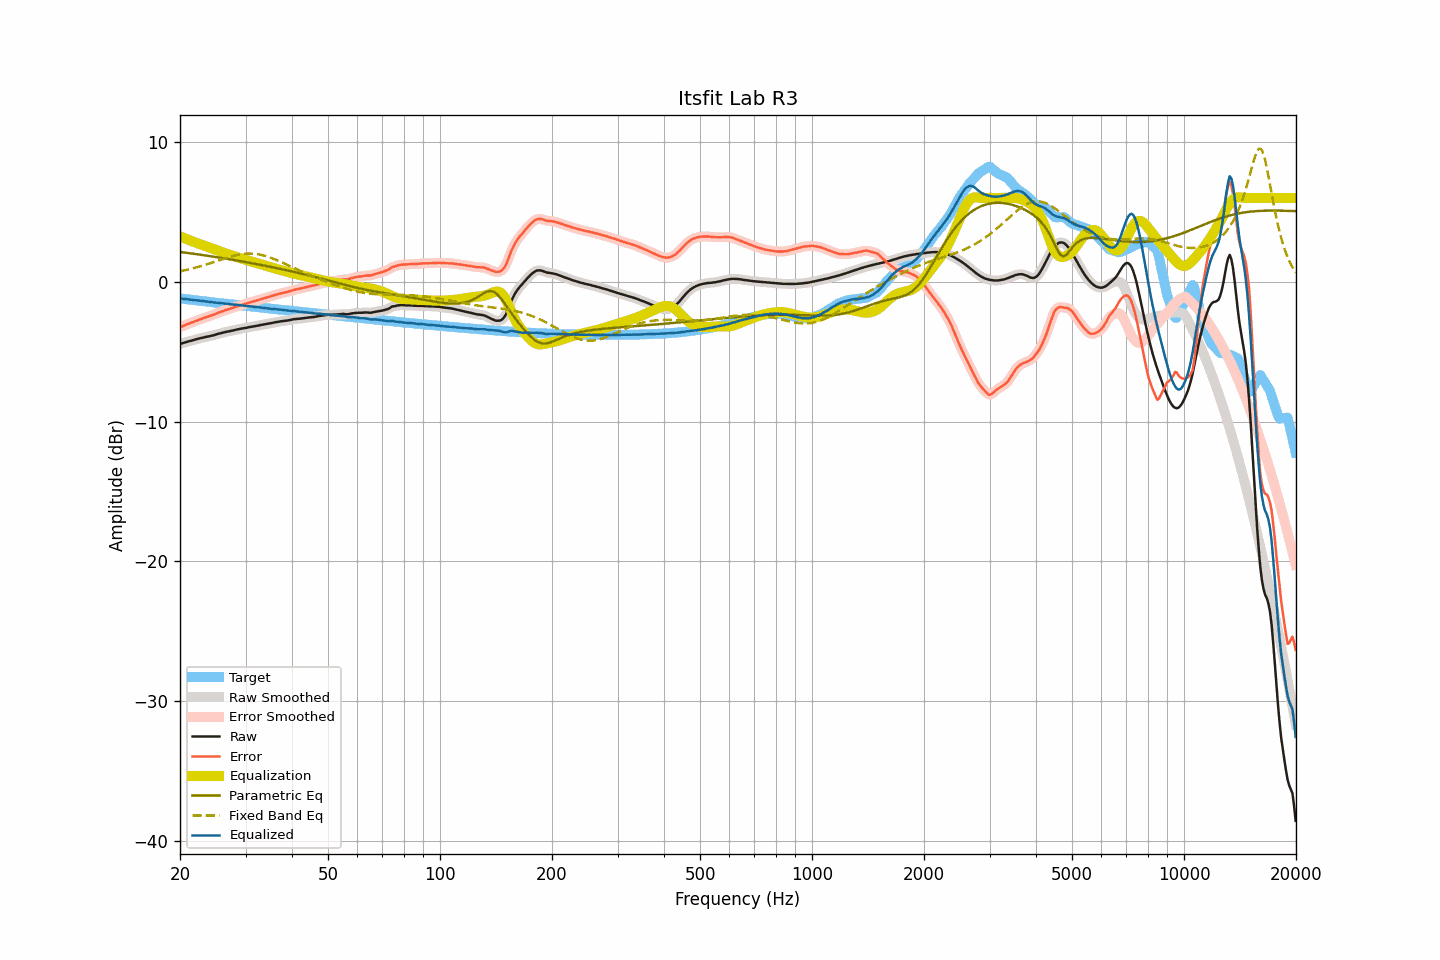 Itsfit Lab R3
10
0
−10
−20
−30
−40
Amplitude (dBr)
Target
Raw Smoothed
Error Smoothed
Raw
Error
Equalization
Parametric Eq
Fixed Band Eq
Equalized
20 50 100 200 500 1000 2000 5000 10000 20000
Frequency (Hz)